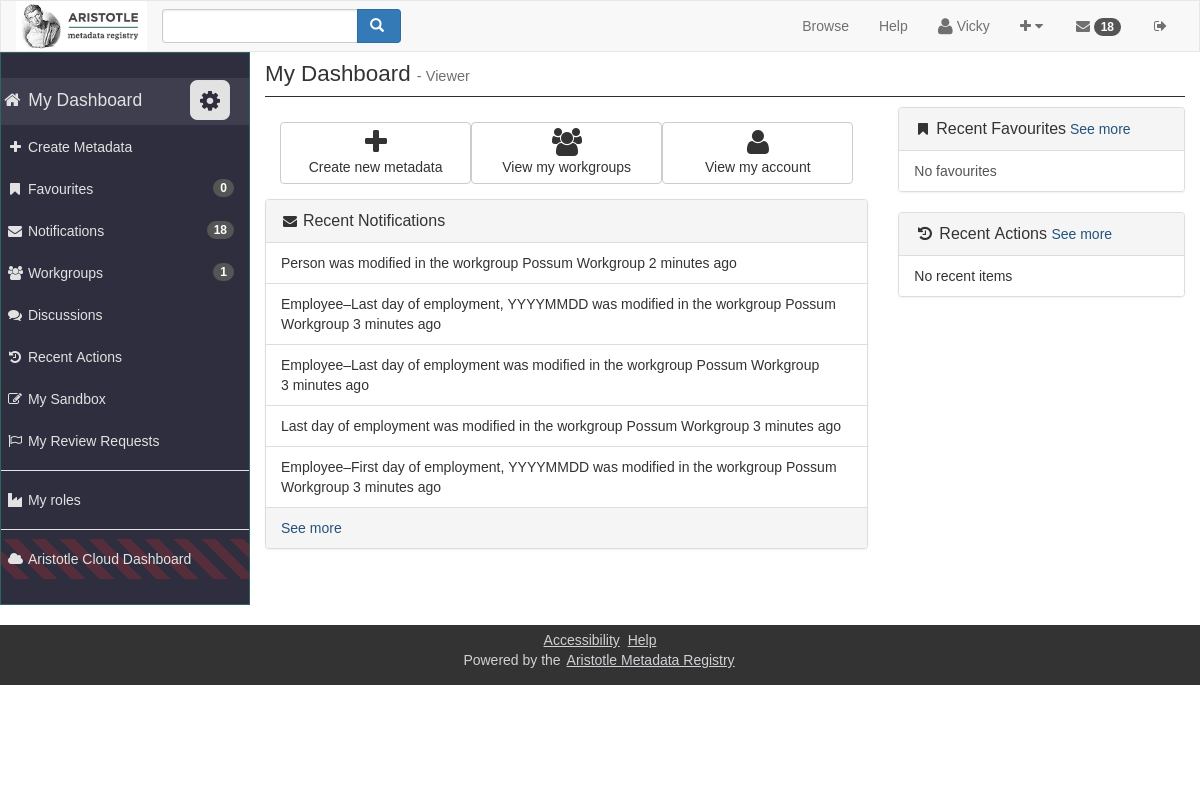 ARISTOTLE
metadata registry
Browse
Help
Vicky
18
My Dashboard
Create Metadata
Favourites 0
Notifications 18
Workgroups 1
Discussions
Recent Actions
My Sandbox
My Review Requests
My roles
Aristotle Cloud Dashboard
My Dashboard - Viewer
Create new metadata
View my workgroups
View my account
Recent Notifications
Person was modified in the workgroup Possum Workgroup 2 minutes ago
Employee–Last day of employment, YYYYMMDD was modified in the workgroup Possum
Workgroup 3 minutes ago
Employee–Last day of employment was modified in the workgroup Possum Workgroup
3 minutes ago
Last day of employment was modified in the workgroup Possum Workgroup 3 minutes ago
Employee–First day of employment, YYYYMMDD was modified in the workgroup Possum
Workgroup 3 minutes ago
See more
Recent Favourites See more
No favourites
Recent Actions See more
No recent items
Accessibility Help
Powered by the Aristotle Metadata Registry